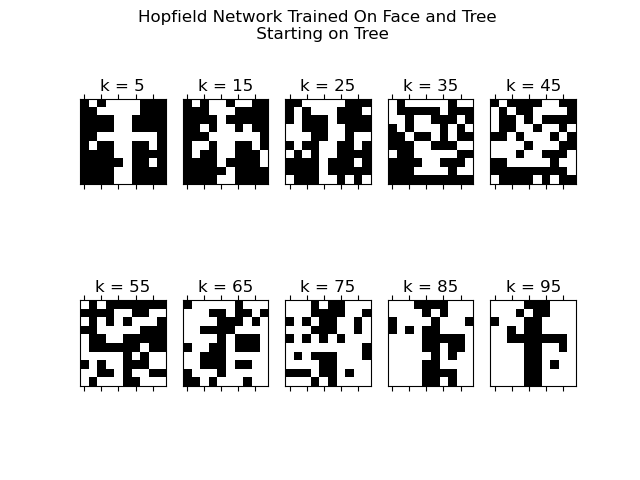 Hopfield Network Trained On Face and Tree
Starting on Tree
k = 5 k = 15 k = 25 k = 35 k = 45
k = 55 k = 65 k = 75 k = 85 k = 95